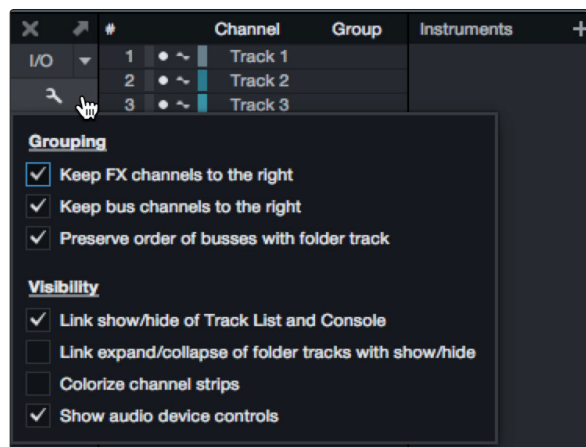 # Channel Group Instruments +
I/O 1 Track 1
2 Track 2
3 Track 3
Grouping
Keep FX channels to the right
Keep bus channels to the right
Preserve order of busses with folder track
Visibility
Link show/hide of Track List and Console
Link expand/collapse of folder tracks with show/hide
Colorize channel strips
Show audio device controls